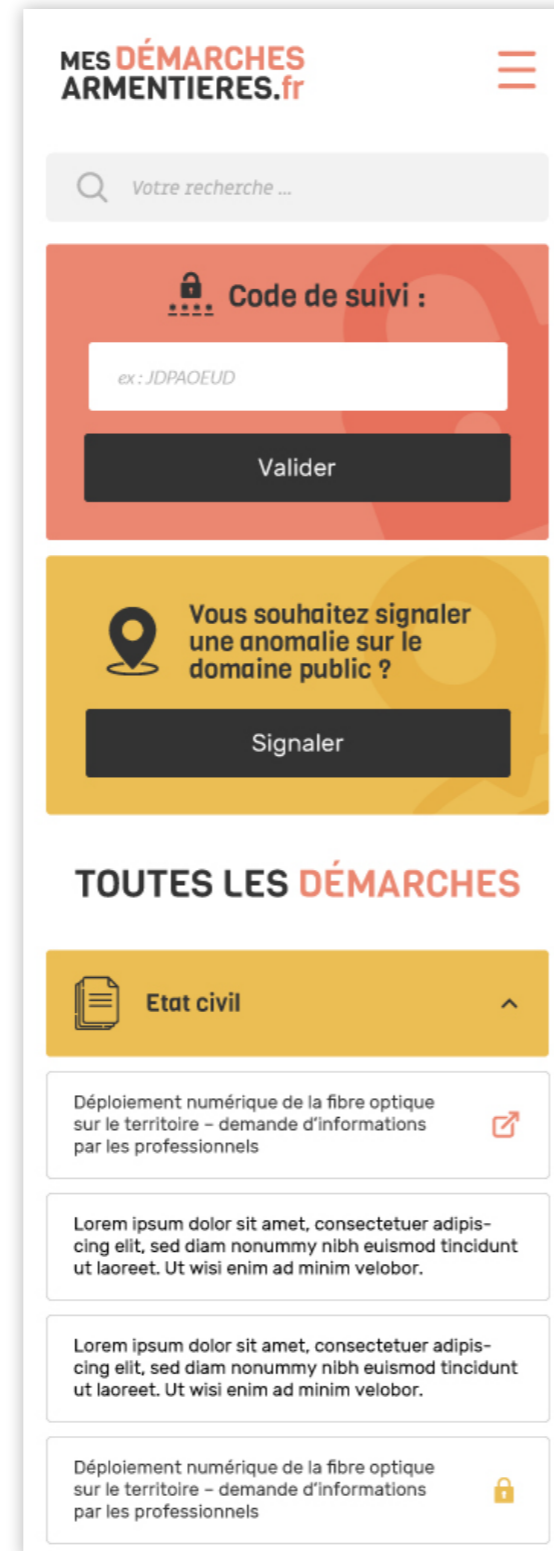 MES DÉMARCHES
ARMENTIERES.fr
Votre recherche ...
Code de suivi :
ex : JDPAOEUD
Valider
Vous souhaitez signaler
une anomalie sur le
domaine public ?
Signaler
TOUTES LES DÉMARCHES
Etat civil
Déploiement numérique de la fibre optique
sur le territoire – demande d’informations
par les professionnels
Lorem ipsum dolor sit amet, consectetuer adipis-
cing elit, sed diam nonummy nibh euismod tincidunt
ut laoreet. Ut wisi enim ad minim velobor.
Lorem ipsum dolor sit amet, consectetuer adipis-
cing elit, sed diam nonummy nibh euismod tincidunt
ut laoreet. Ut wisi enim ad minim velobor.
Déploiement numérique de la fibre optique
sur le territoire – demande d’informations
par les professionnels